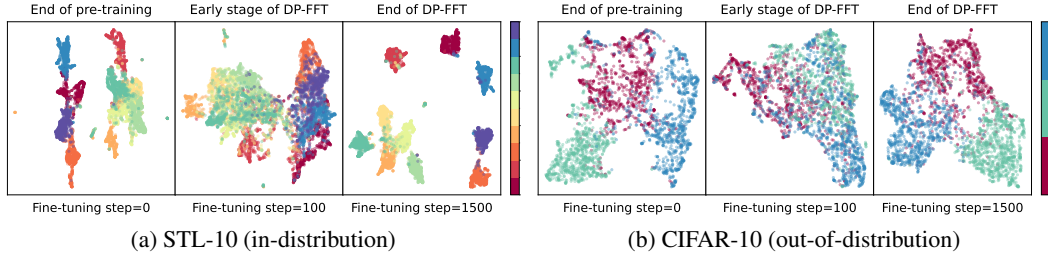 End of pre-training Early stage of DP-FFT End of DP-FFT
Fine-tuning step=0 Fine-tuning step=100 Fine-tuning step=1500
(a) STL-10 (in-distribution)
End of pre-training Early stage of DP-FFT End of DP-FFT
Fine-tuning step=0 Fine-tuning step=100 Fine-tuning step=1500
(b) CIFAR-10 (out-of-distribution)